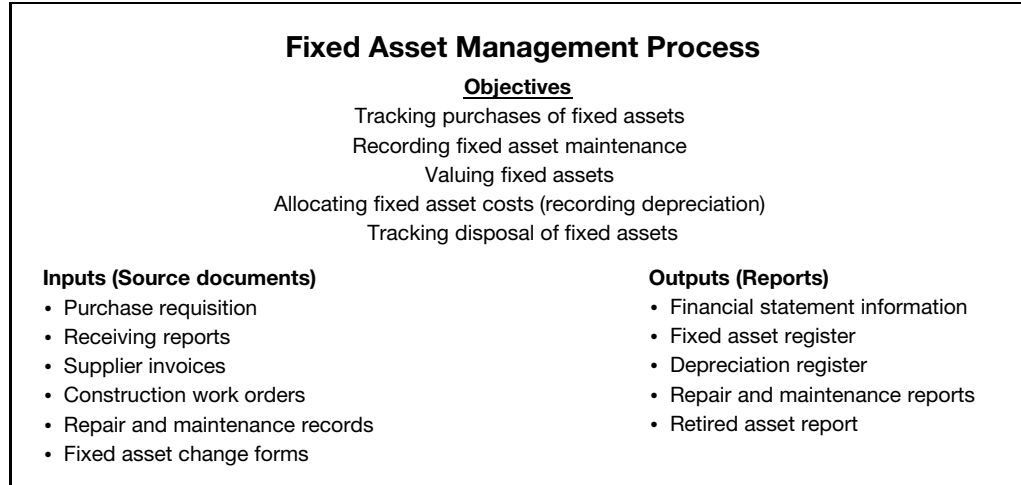 Fixed Asset Management Process
Objectives
Tracking purchases of fixed assets
Recording fixed asset maintenance
Valuing fixed assets
Allocating fixed asset costs (recording depreciation)
Tracking disposal of fixed assets
Inputs (Source documents)
• Purchase requisition
• Receiving reports
• Supplier invoices
• Construction work orders
• Repair and maintenance records
• Fixed asset change forms
Outputs (Reports)
• Financial statement information
• Fixed asset register
• Depreciation register
• Repair and maintenance reports
• Retired asset report